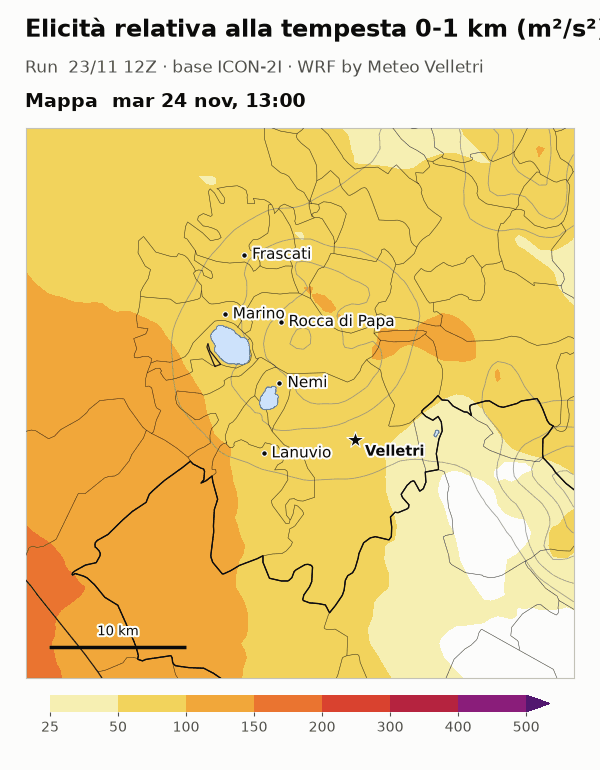 Elicità relativa alla tempesta 0-1 km (m²/s²)
Run 23/11 12Z · base ICON-2I · WRF by Meteo Velletri
Mappa mar 24 nov, 13:00
Frascati
Marino
Rocca di Papa
Nemi
Velletri
Lanuvio
10 km
25 50 100 150 200 300 400 500